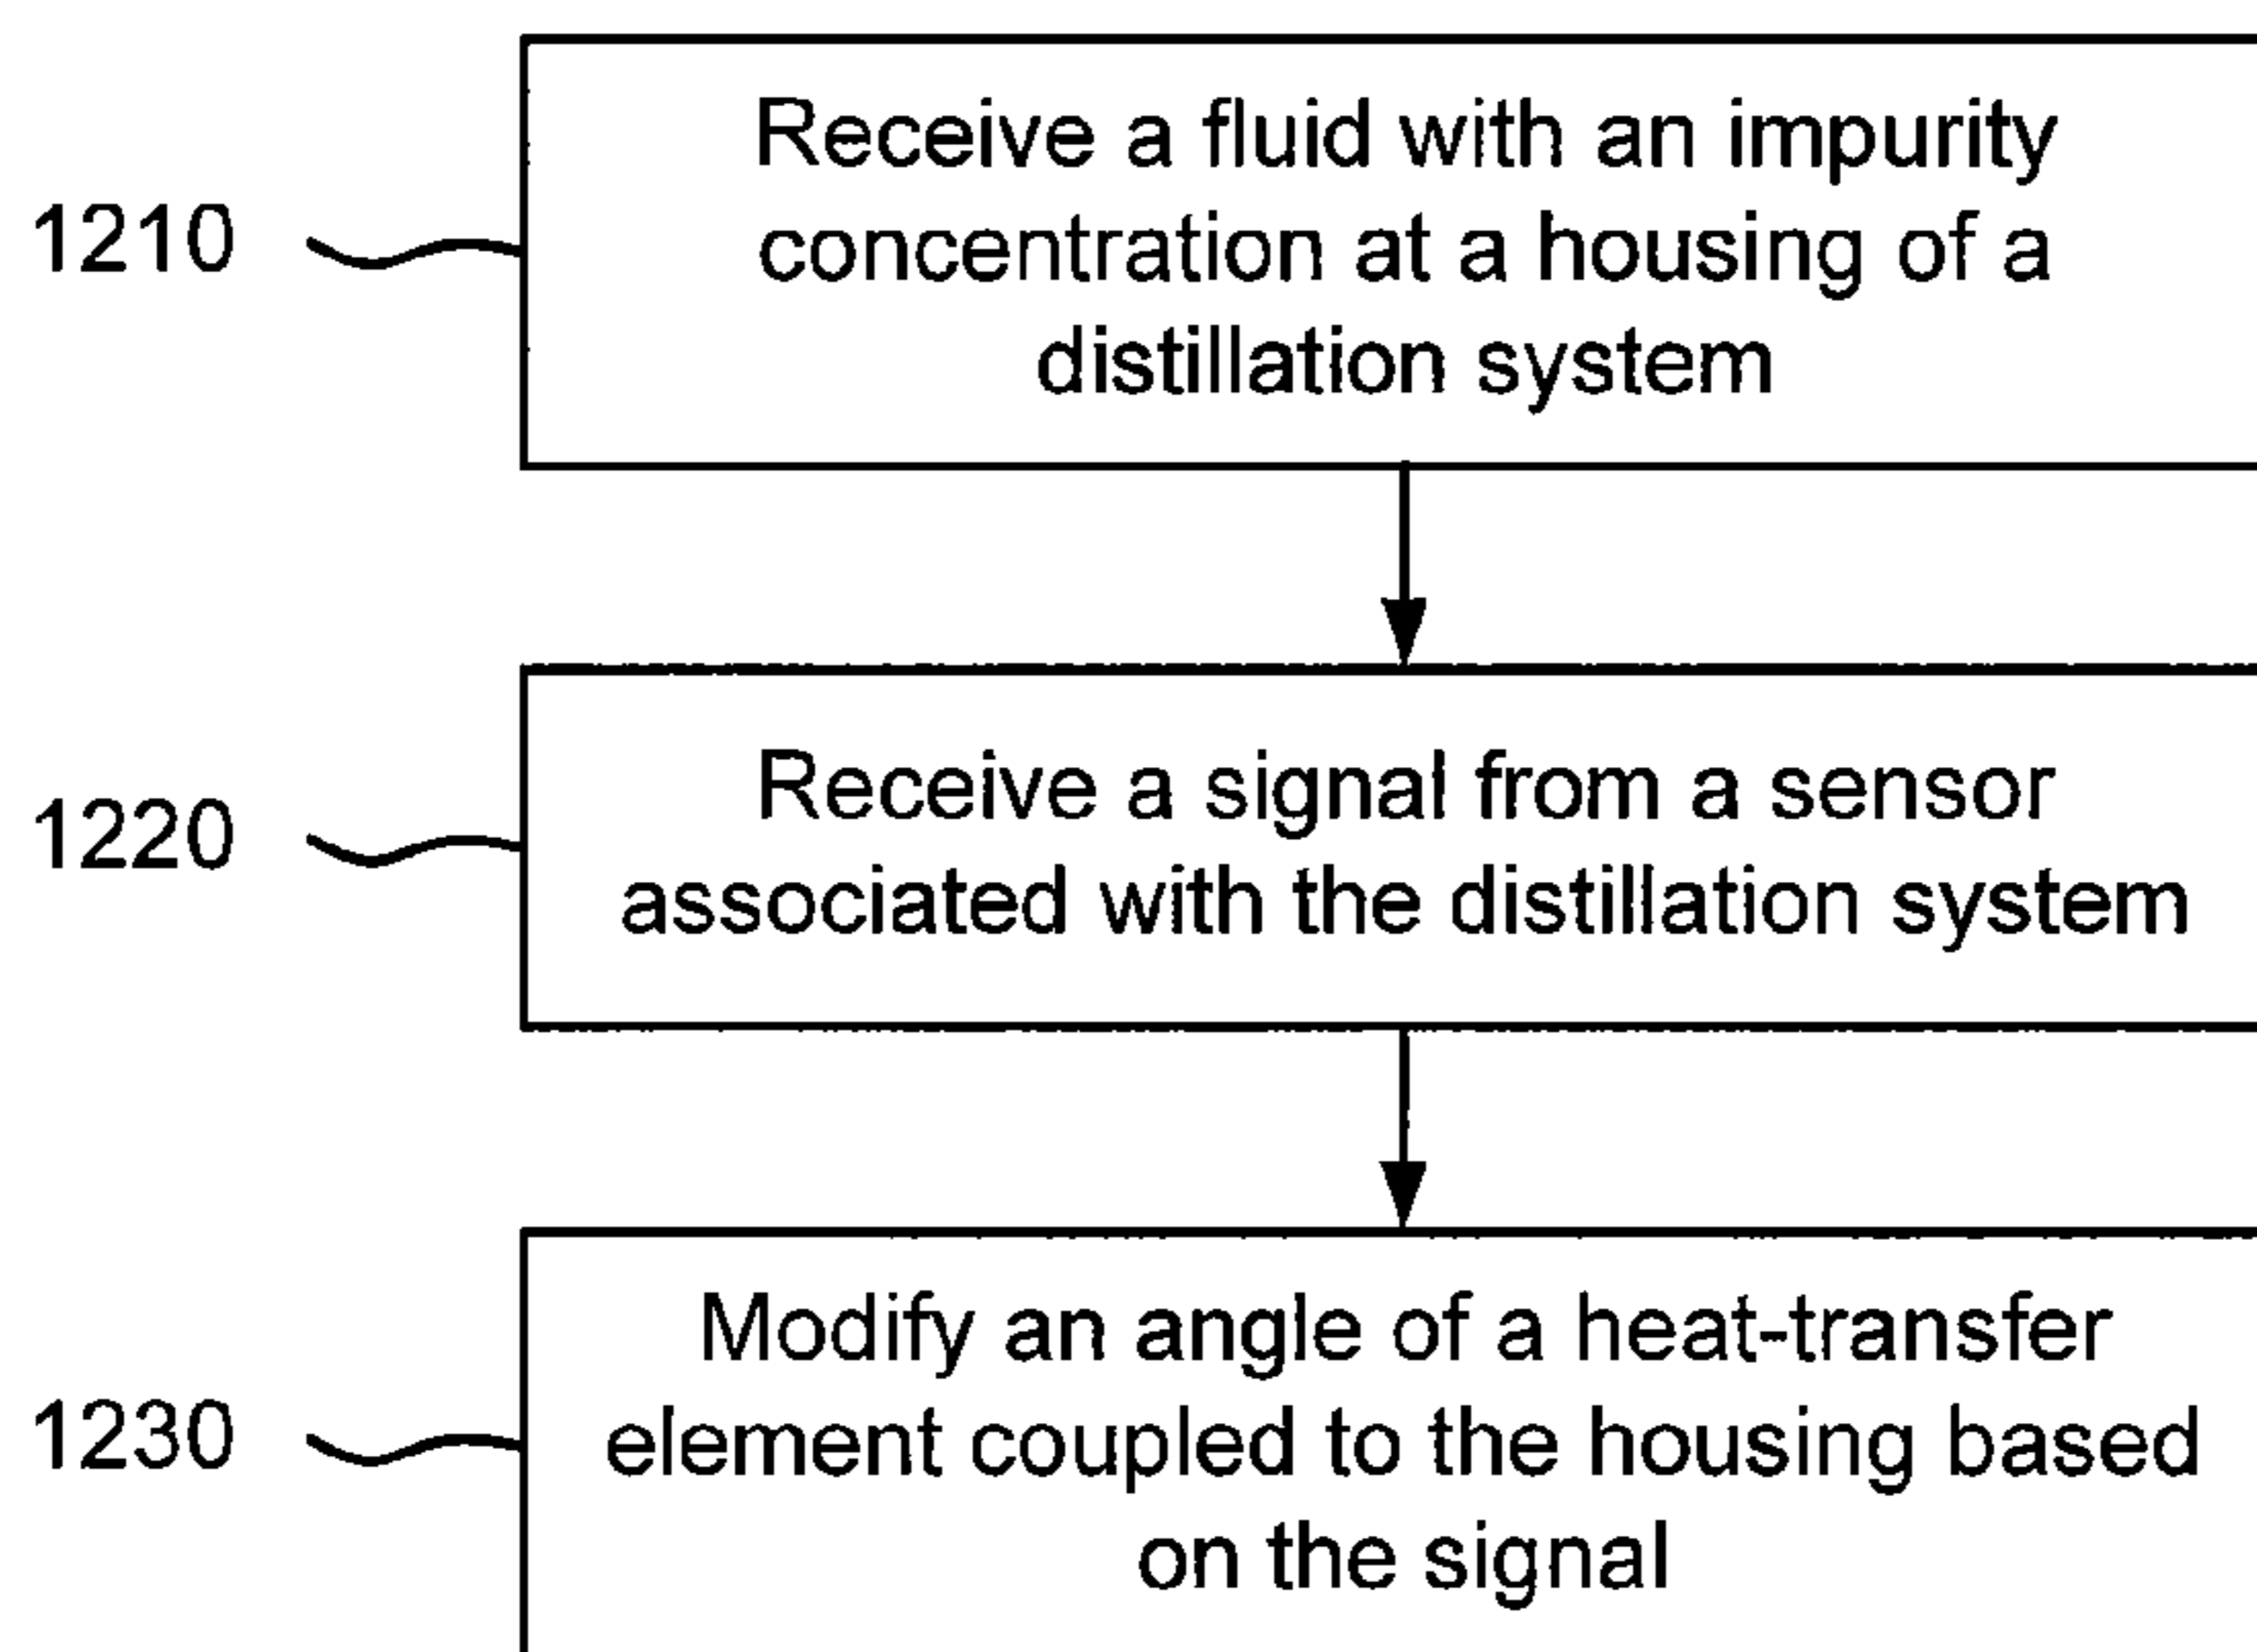 Receive a fluid with an impurity
1210
concentration at a housing of a
distillation system
Receive a signal from a sensor
1220
associated with the distillation system
Modify an angle of a heat-transfer
1230
element coupled to the housing based
on the signal